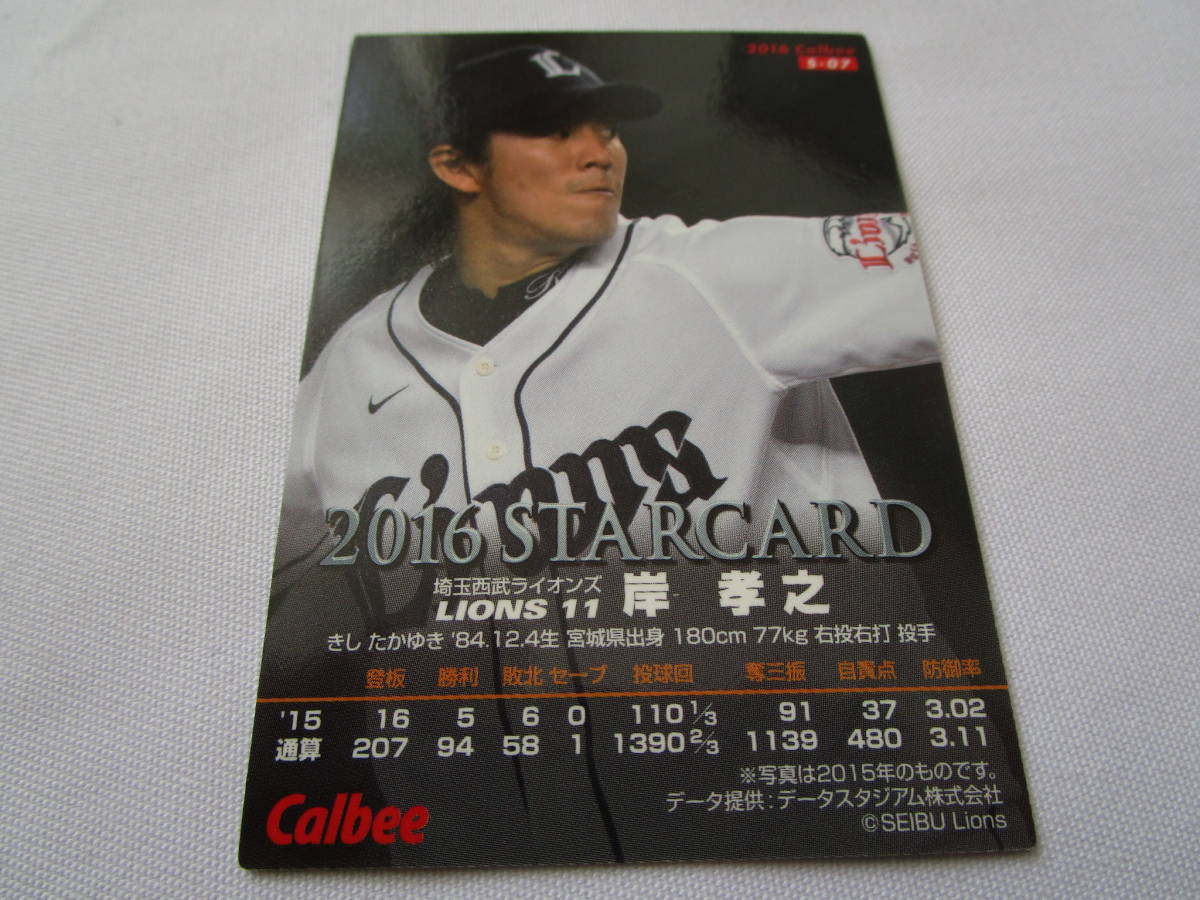 2016 Calbee
S-07
Lions
Lions
2016 STARCARD
埼玉西武ライオンズ
LIONS 11 岸 孝之
きし たかゆき '84.12.4生 宮城県出身 180cm 77kg 右投右打 投手
登板 勝利 敗北 セーブ 投球回 奪三振 自責点 防御率
'15 16 5 6 0 110 1/3 91 37 3.02
通算 207 94 58 1 1390 2/3 1139 480 3.11
※写真は2015年のものです。
データ提供:データスタジアム株式会社
Calbee
©SEIBU Lions